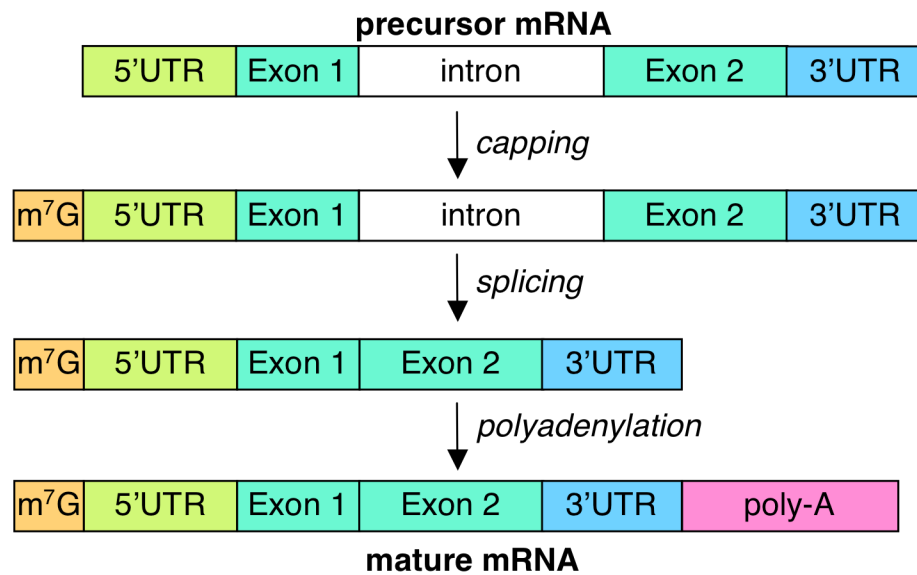 precursor mRNA
5’UTR Exon 1 intron Exon 2 3’UTR
capping
m⁷G 5’UTR Exon 1 intron Exon 2 3’UTR
splicing
m⁷G 5’UTR Exon 1 Exon 2 3’UTR
polyadenylation
m⁷G 5’UTR Exon 1 Exon 2 3’UTR poly-A
mature mRNA